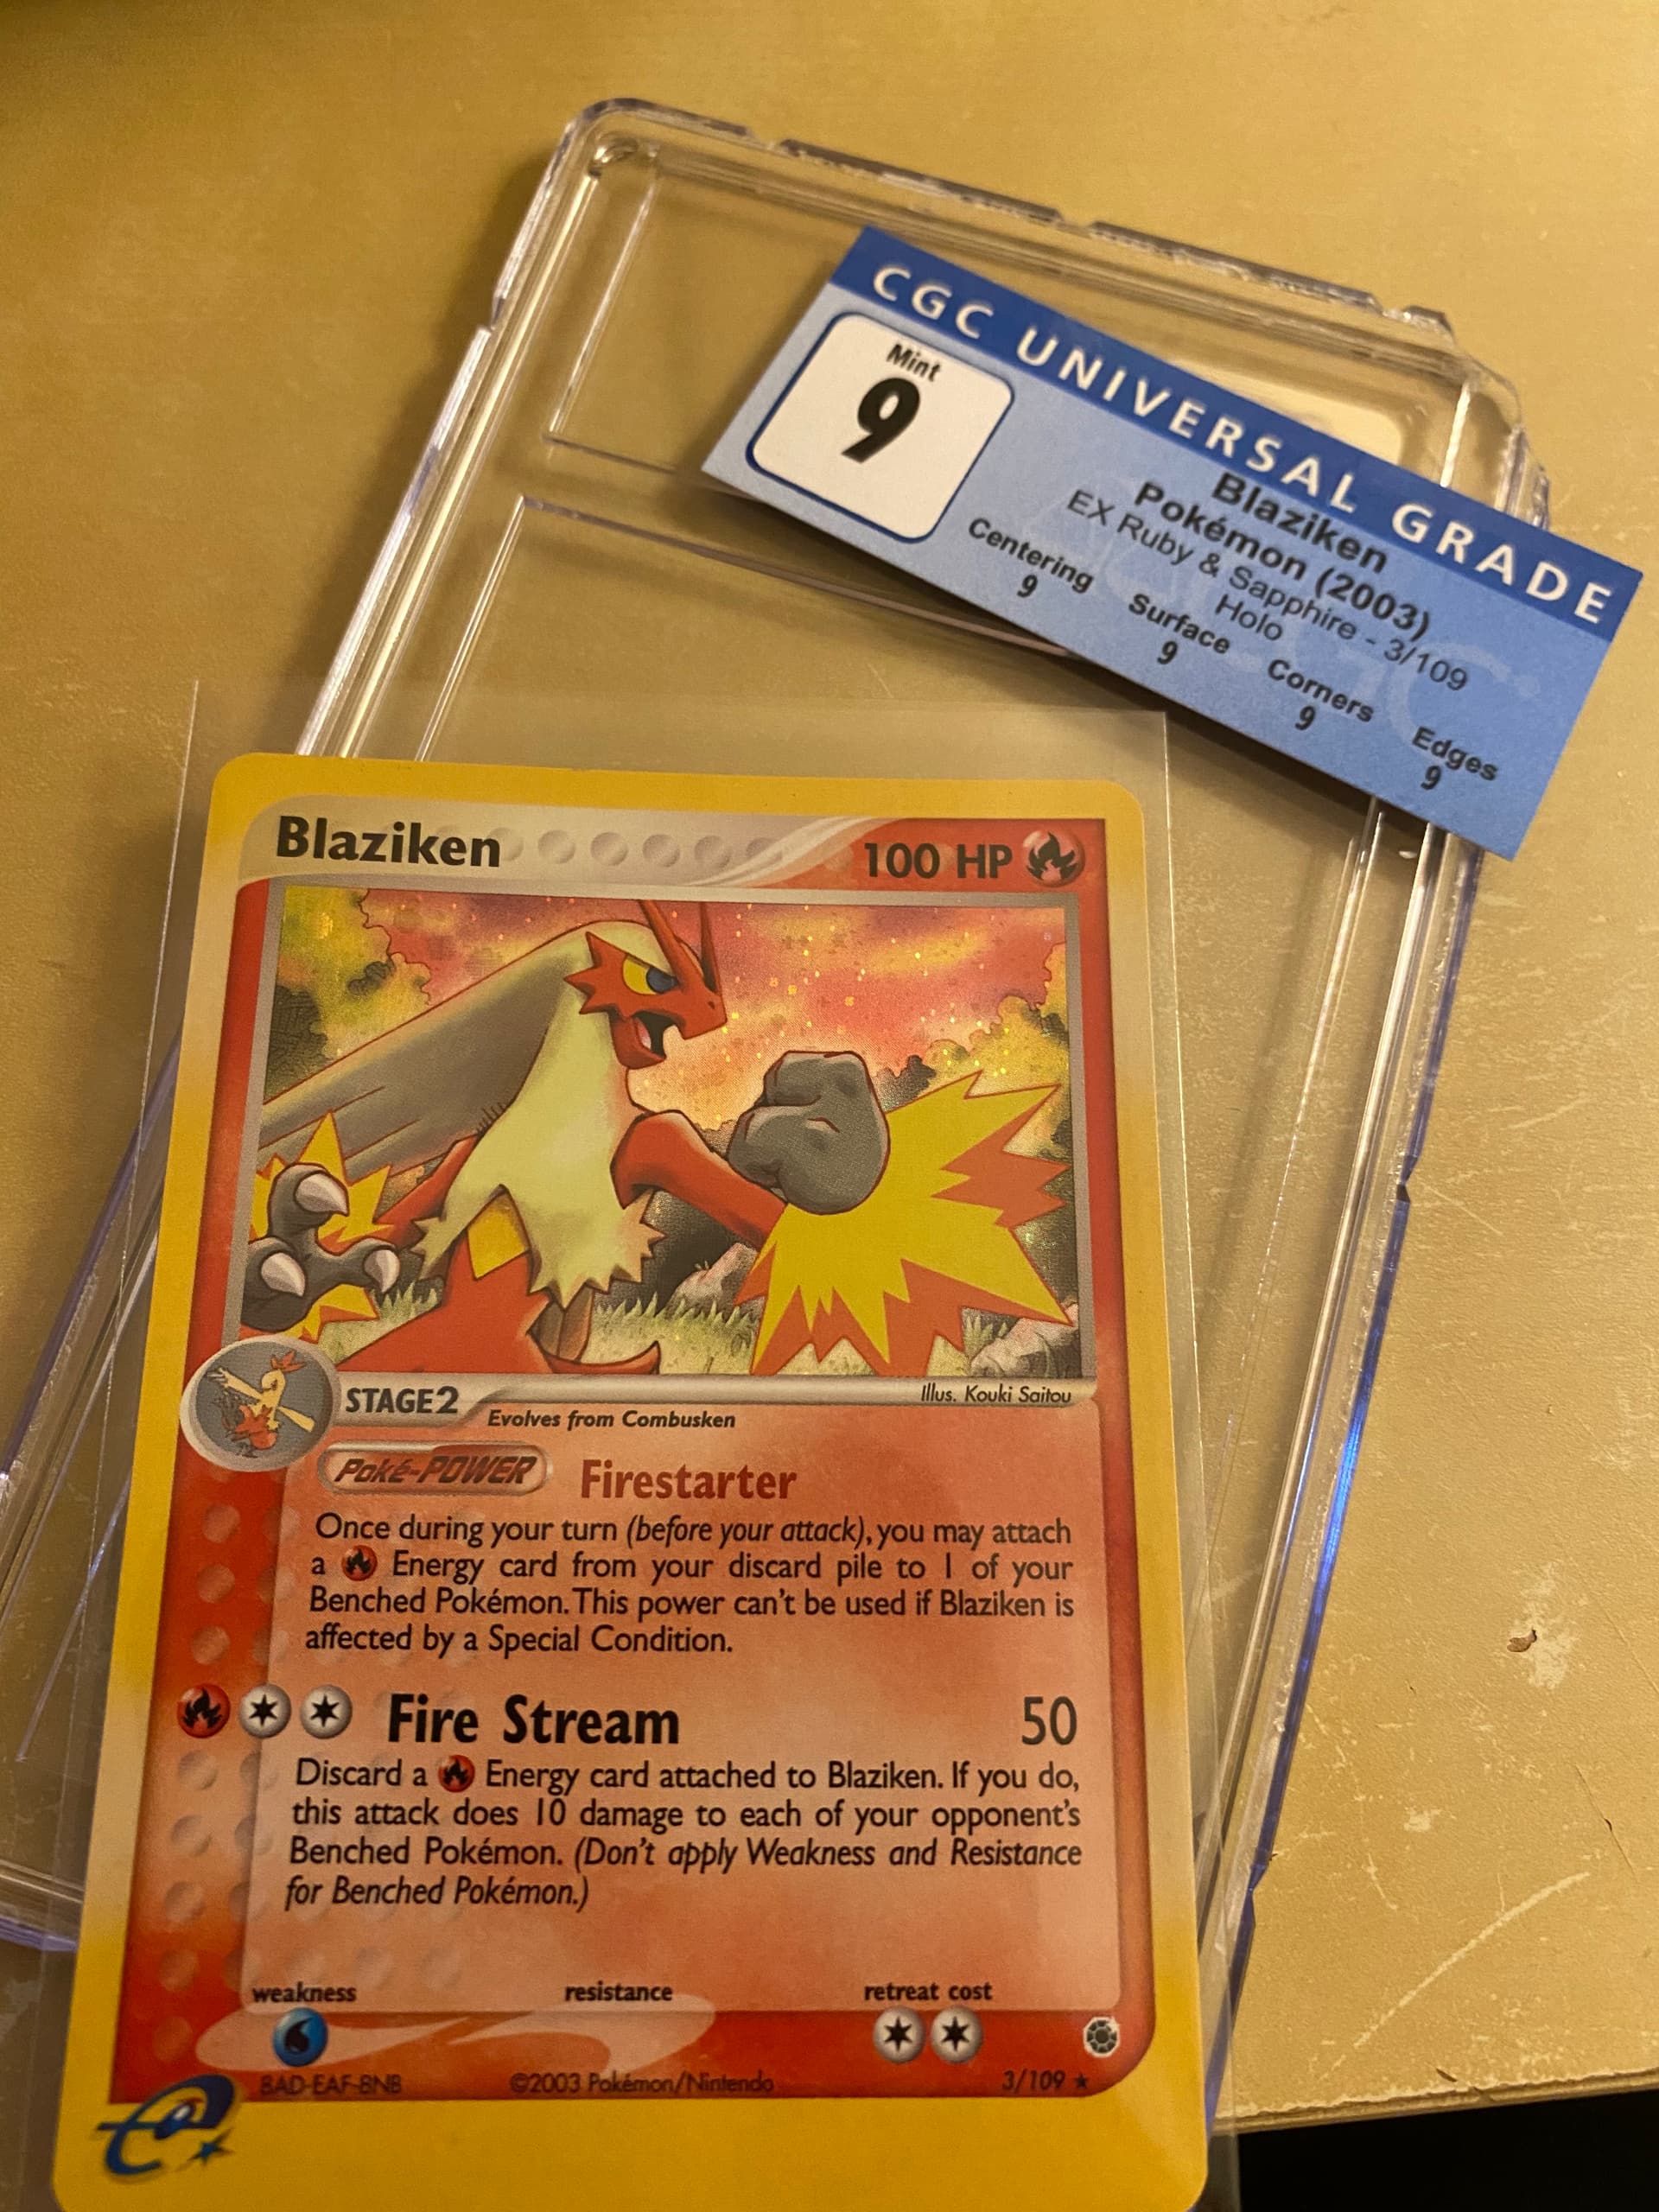 CGC UNIVERSAL GRADE
Mint
9
Blaziken
Pokémon (2003)
EX Ruby & Sapphire - 3/109
Holo
Centering Surface Corners Edges
9 9 9 9
Blaziken 100 HP
STAGE2 Evolves from Combusken Illus. Kouki Saitou
Poké-POWER Firestarter
Once during your turn (before your attack), you may attach
a Energy card from your discard pile to 1 of your
Benched Pokémon. This power can't be used if Blaziken is
affected by a Special Condition.
Fire Stream 50
Discard a Energy card attached to Blaziken. If you do,
this attack does 10 damage to each of your opponent's
Benched Pokémon. (Don't apply Weakness and Resistance
for Benched Pokémon.)
weakness resistance retreat cost
BAD-EAF-BNB ©2003 Pokémon/Nintendo 3/109 ★
e